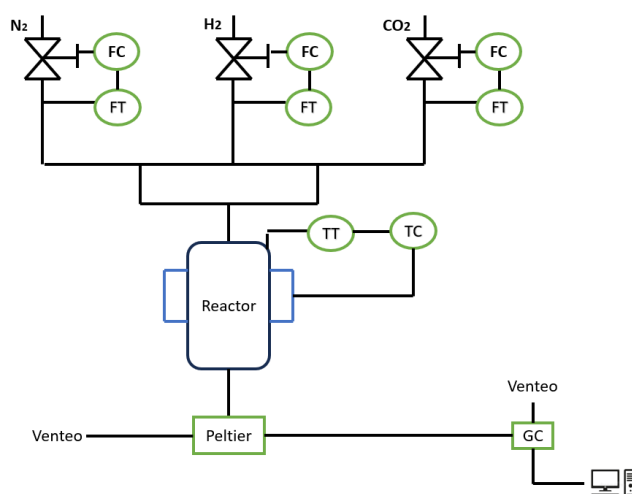 N₂
FC
H₂
FC
CO₂
FC
FT
FT
FT
TT
TC
Reactor
Venteo
Venteo
Peltier
GC